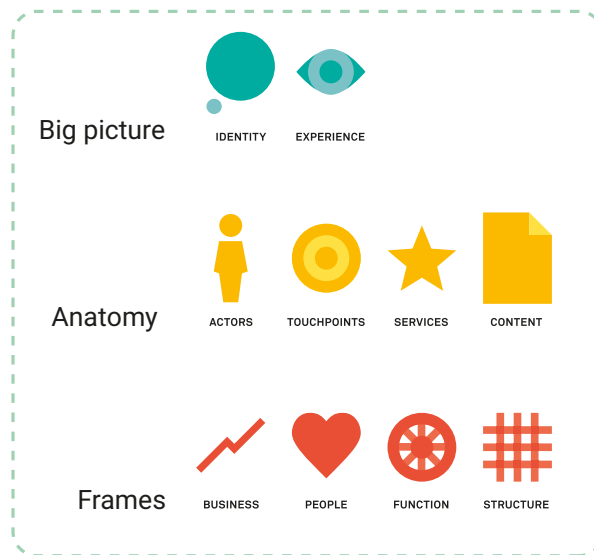 Big picture
IDENTITY
EXPERIENCE
Anatomy
ACTORS
TOUCHPOINTS
SERVICES
CONTENT
Frames
BUSINESS
PEOPLE
FUNCTION
STRUCTURE